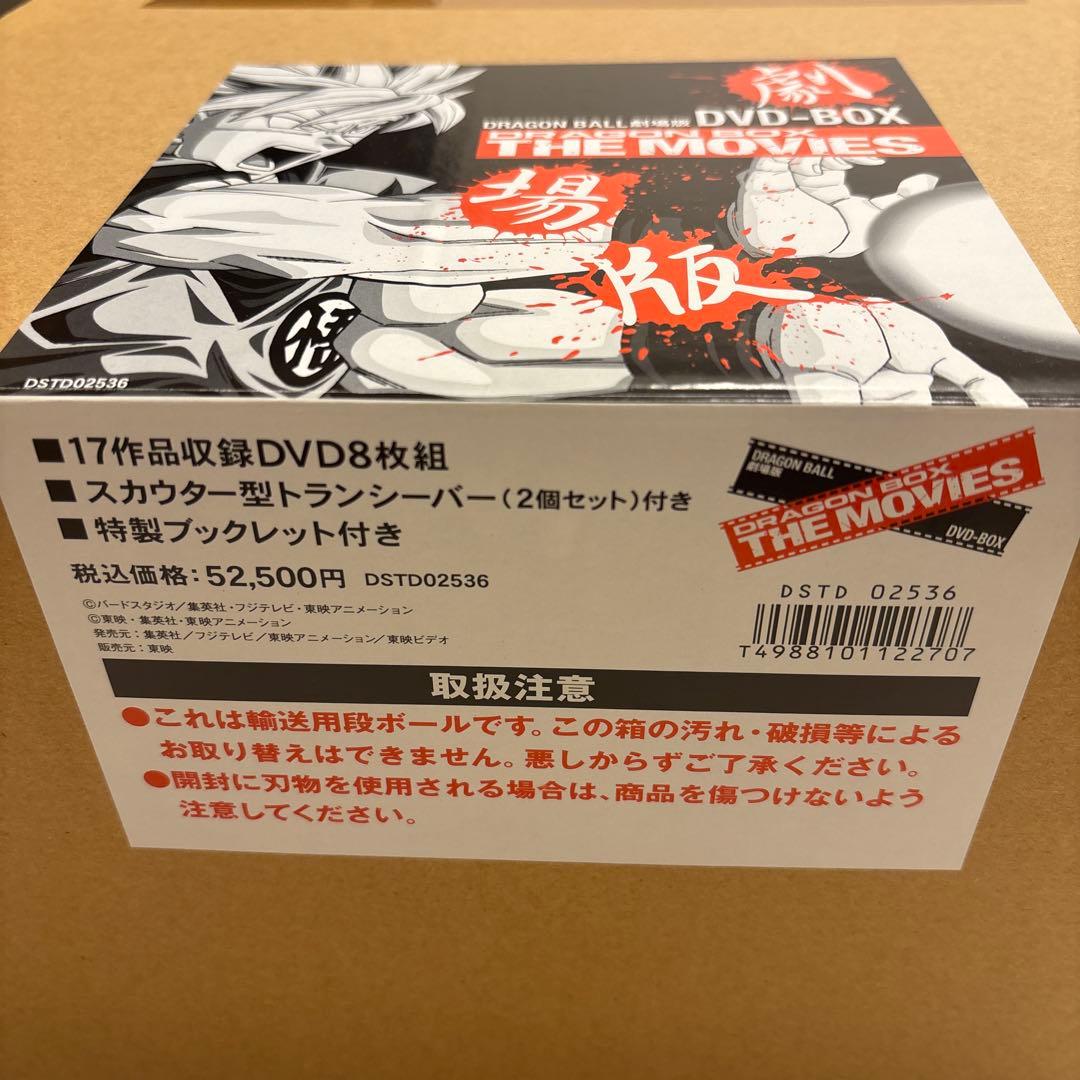 劇場版
DRAGON BALL 劇場版 DVD-BOX
DRAGON BOX
THE MOVIES
DSTD02536
■17作品収録DVD8枚組
■スカウター型トランシーバー(2個セット)付き
■特製ブックレット付き
税込価格:52,500円 DSTD02536
©バードスタジオ/集英社・フジテレビ・東映アニメーション
©東映・集英社・東映アニメーション
発売元:集英社/フジテレビ/東映アニメーション/東映ビデオ
販売元:東映
DRAGON BALL
劇場版
DRAGON BOX
THE MOVIES
DVD-BOX
DSTD 02536
T4988101122707
取扱注意
●これは輸送用段ボールです。この箱の汚れ・破損等による
お取り替えはできません。悪しからずご了承ください。
●開封に刃物を使用される場合は、商品を傷つけないよう
注意してください。